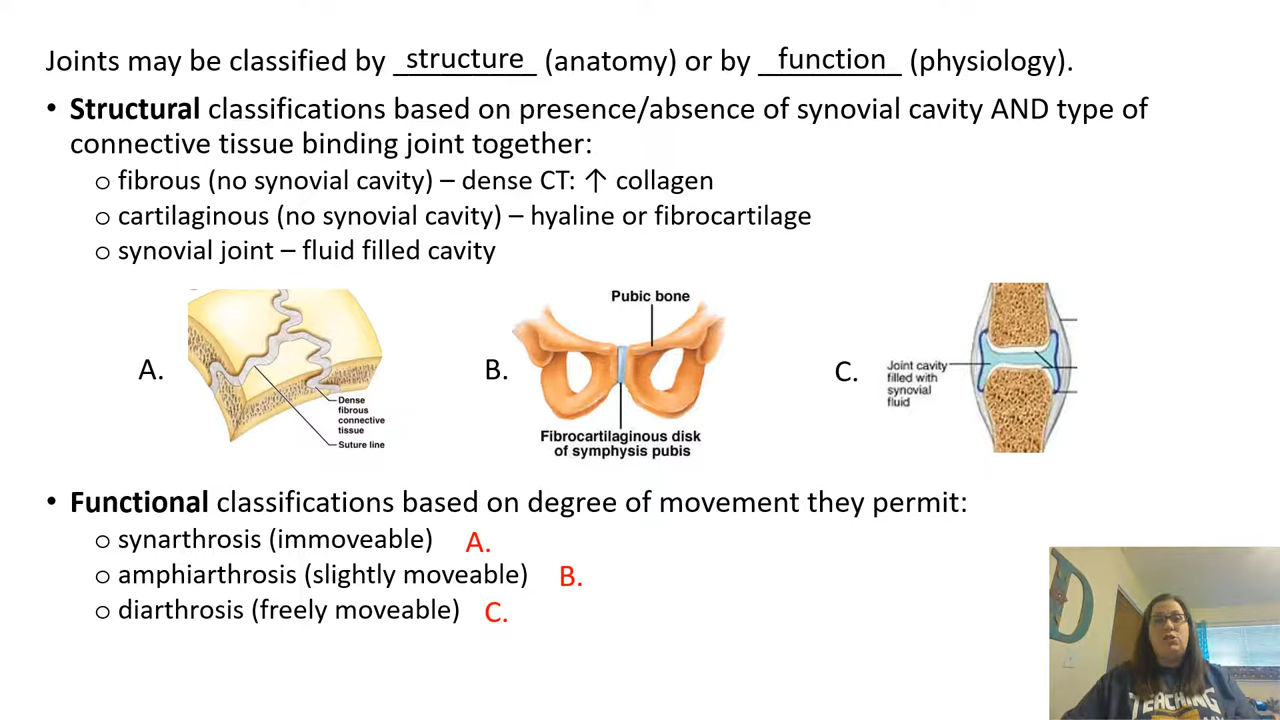 Joints may be classified by structure (anatomy) or by function (physiology).
• Structural classifications based on presence/absence of synovial cavity AND type of
connective tissue binding joint together:
o fibrous (no synovial cavity) – dense CT: ↑ collagen
o cartilaginous (no synovial cavity) – hyaline or fibrocartilage
o synovial joint – fluid filled cavity
A.
Dense
fibrous
connective
tissue
Suture line
B.
Pubic bone
Fibrocartilaginous disk
of symphysis pubis
C.
Joint cavity
filled with
synovial
fluid
• Functional classifications based on degree of movement they permit:
o synarthrosis (immoveable) A.
o amphiarthrosis (slightly moveable) B.
o diarthrosis (freely moveable) C.
D
TEACHING